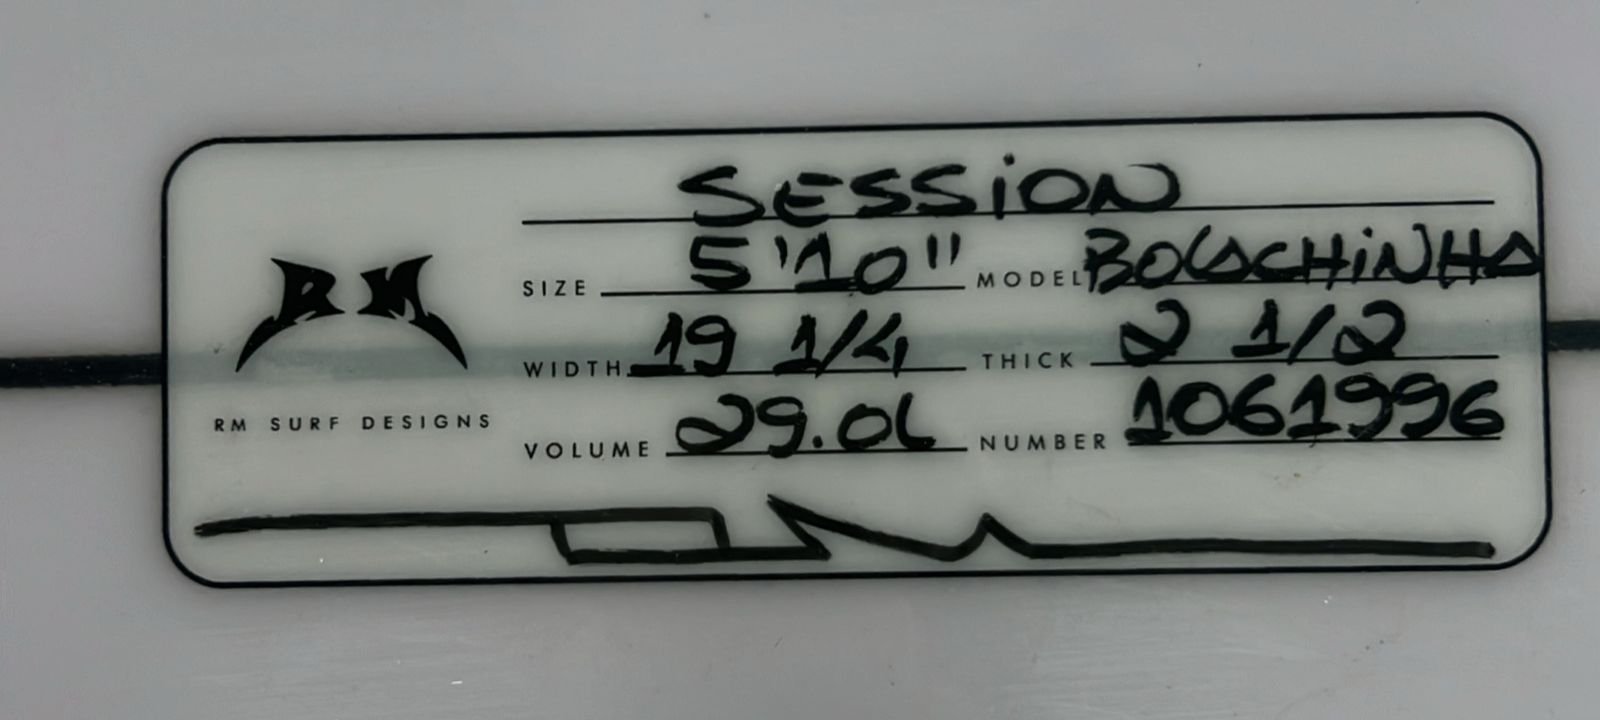 SESSiON
SIZE 5'10" MODEL BOLACHiNHA
RM
WIDTH 19 1/4 THICK 2 1/2
RM SURF DESIGNS
VOLUME 29.0L NUMBER 1061996